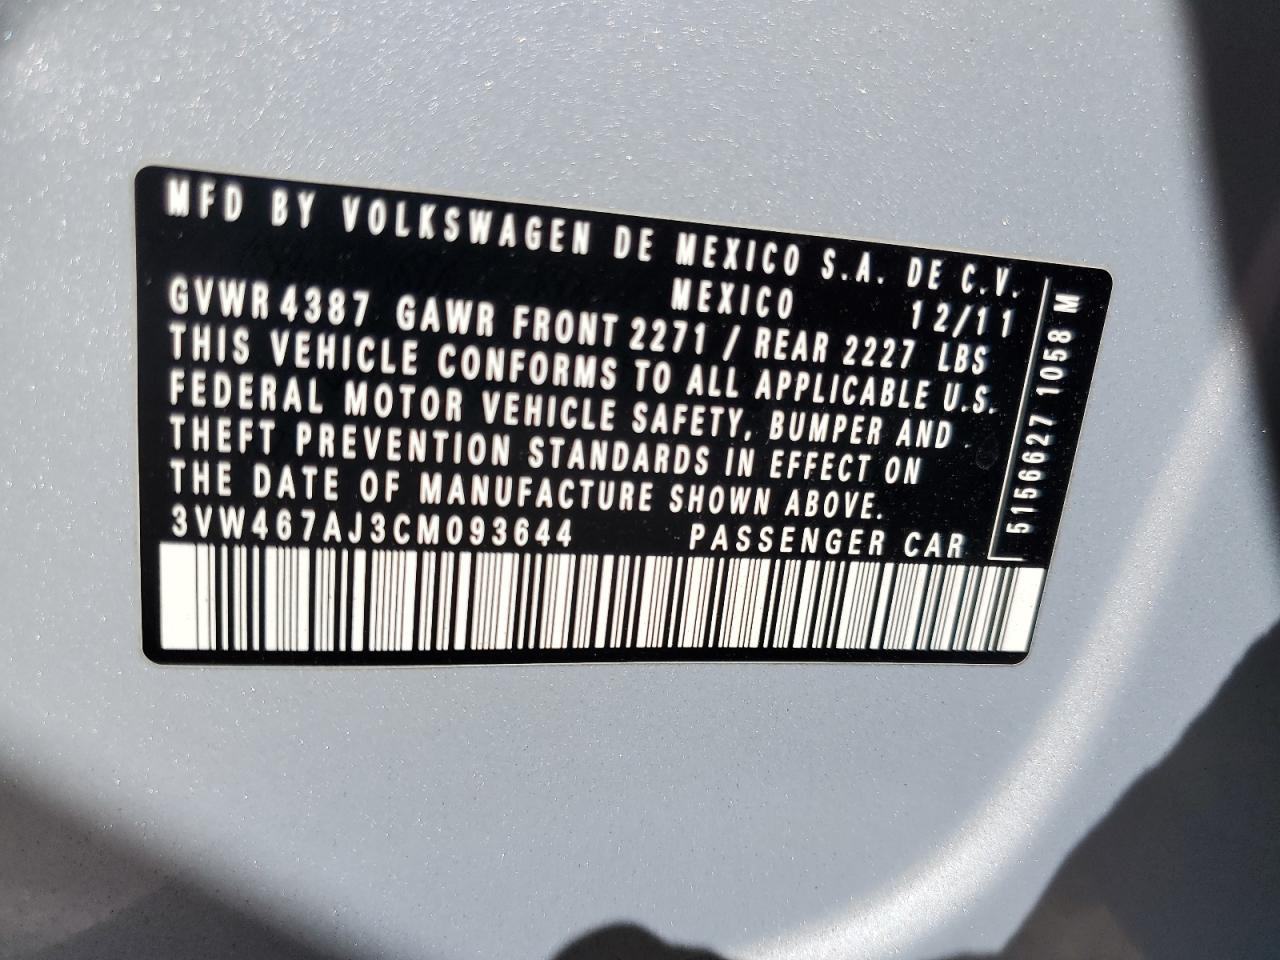 MFD BY VOLKSWAGEN DE MEXICO S.A. DE C.V.
MEXICO 12/11
GVWR 4387 GAWR FRONT 2271 / REAR 2227 LBS
THIS VEHICLE CONFORMS TO ALL APPLICABLE U.S.
FEDERAL MOTOR VEHICLE SAFETY, BUMPER AND
THEFT PREVENTION STANDARDS IN EFFECT ON
THE DATE OF MANUFACTURE SHOWN ABOVE.
3VW467AJ3CM093644 PASSENGER CAR
5156627 1058 M